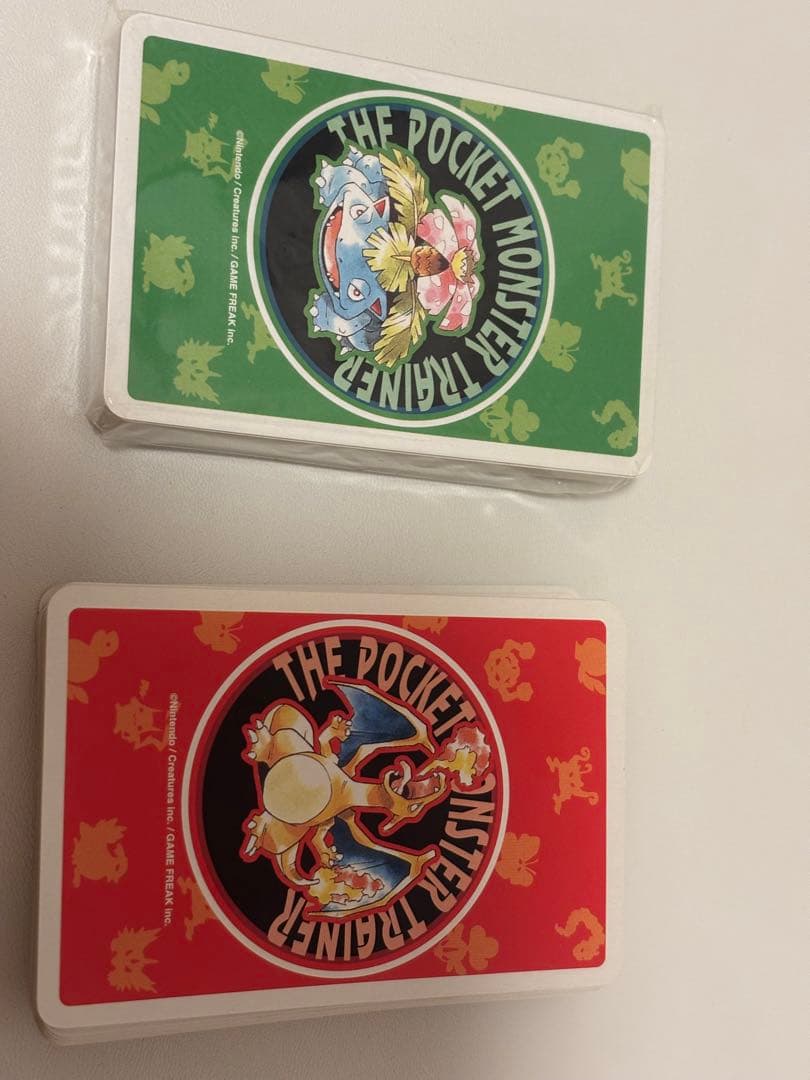 THE POCKET MONSTER TRAINER
©Nintendo / Creatures inc. / GAME FREAK inc.
THE POCKET MONSTER TRAINER
©Nintendo / Creatures inc. / GAME FREAK inc.